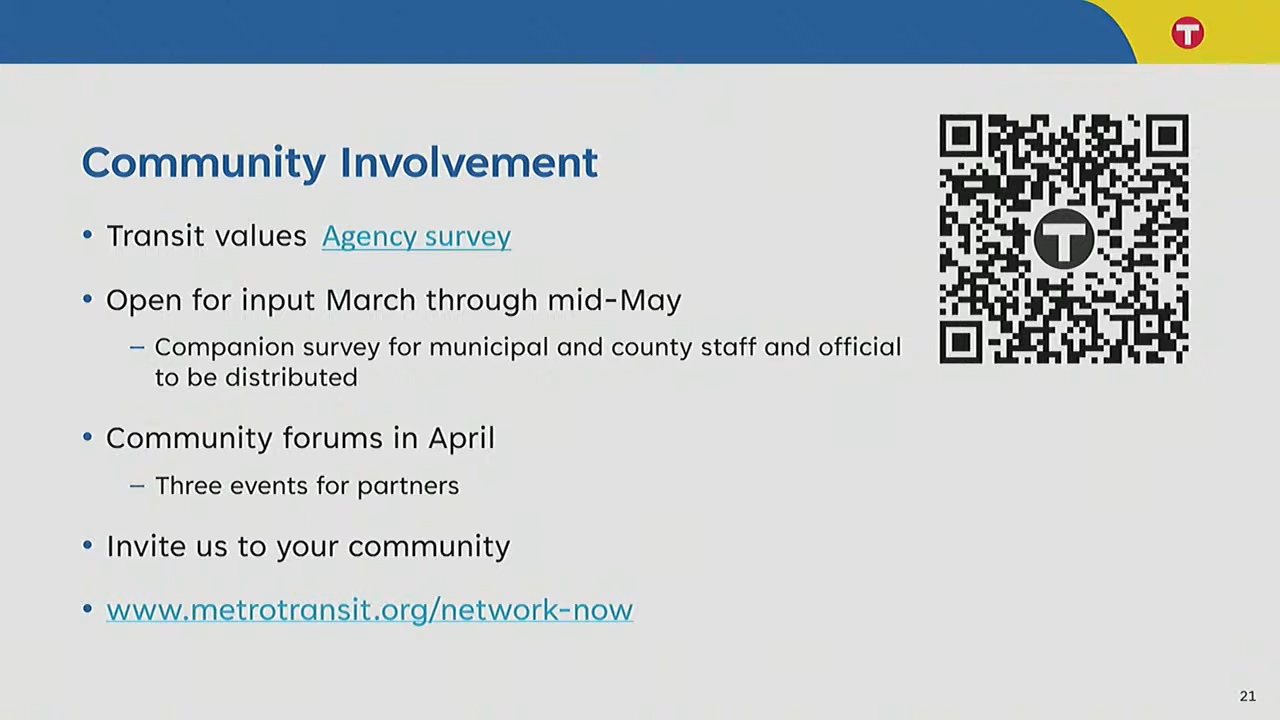 T
Community Involvement
• Transit values Agency survey
• Open for input March through mid-May
– Companion survey for municipal and county staff and official
to be distributed
• Community forums in April
– Three events for partners
• Invite us to your community
• www.metrotransit.org/network-now
T
21